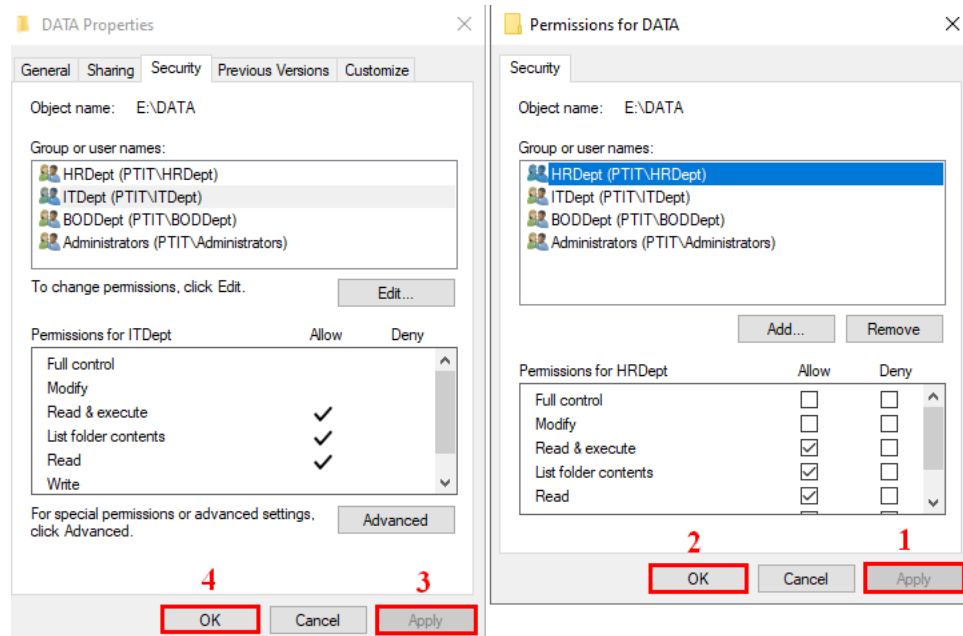 DATA Properties
General Sharing Security Previous Versions Customize
Object name: E:\DATA
Group or user names:
HRDept (PTIT\HRDept)
ITDept (PTIT\ITDept)
BODDept (PTIT\BODDept)
Administrators (PTIT\Administrators)
To change permissions, click Edit.
Edit...
Permissions for ITDept Allow Deny
Full control
Modify
Read & execute
List folder contents
Read
Write
For special permissions or advanced settings,
click Advanced.
Advanced
4 3
OK Cancel Apply
Permissions for DATA
Security
Object name: E:\DATA
Group or user names:
HRDept (PTIT\HRDept)
ITDept (PTIT\ITDept)
BODDept (PTIT\BODDept)
Administrators (PTIT\Administrators)
Add... Remove
Permissions for HRDept Allow Deny
Full control
Modify
Read & execute
List folder contents
Read
2 1
OK Cancel Apply